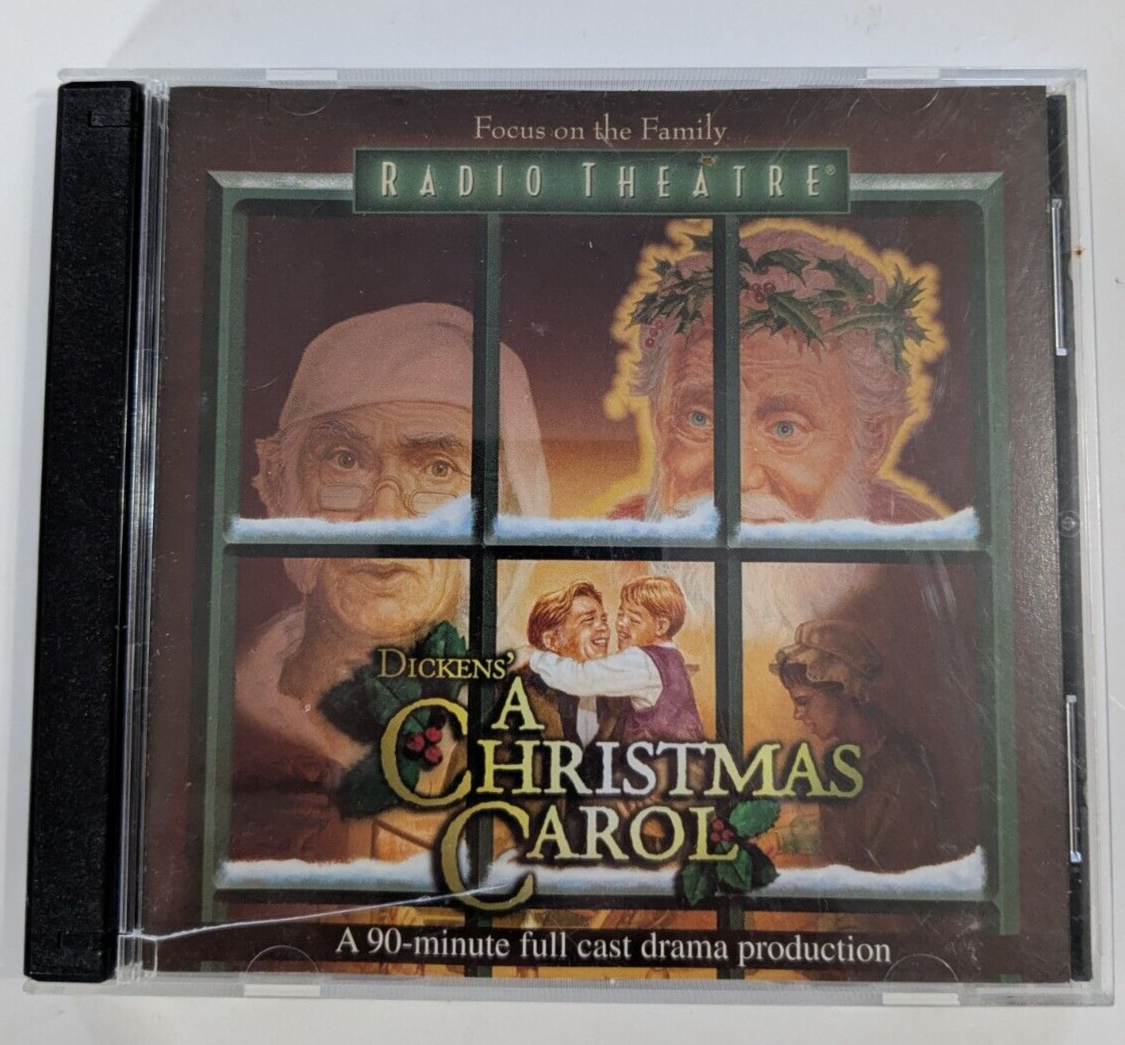 Focus on the Family
RADIO THEATRE®
DICKENS'
A
CHRISTMAS
CAROL
A 90-minute full cast drama production